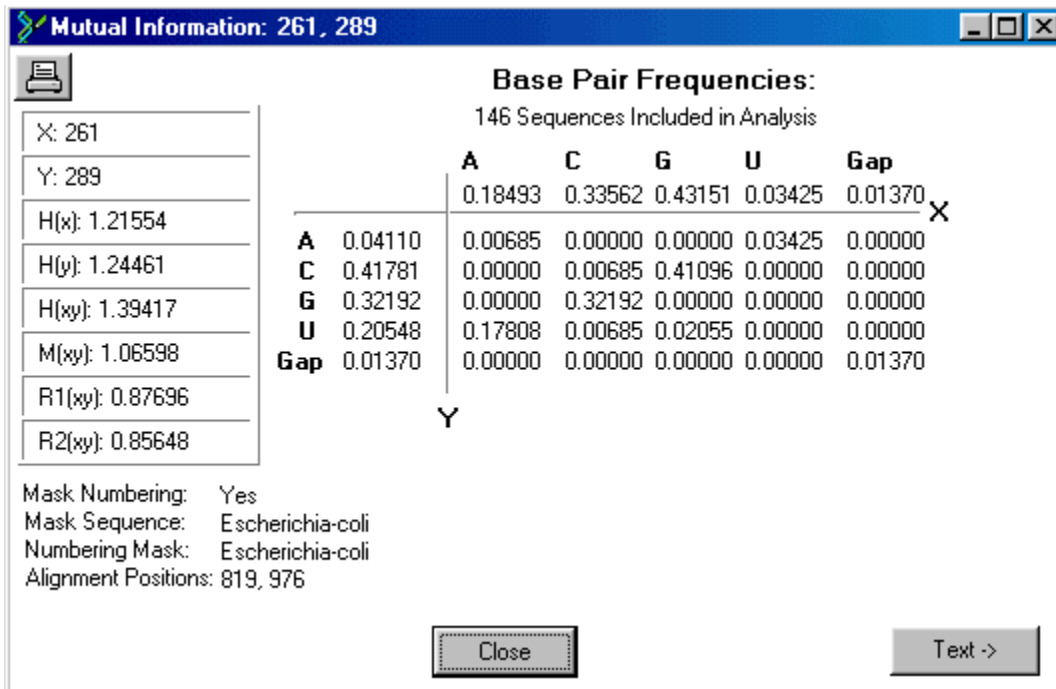 Mutual Information: 261, 289
Base Pair Frequencies:
146 Sequences Included in Analysis
X: 261
Y: 289
H(x): 1.21554
H(y): 1.24461
H(xy): 1.39417
M(xy): 1.06598
R1(xy): 0.87696
R2(xy): 0.85648
A C G U Gap
0.18493 0.33562 0.43151 0.03425 0.01370 X
A 0.04110 0.00685 0.00000 0.00000 0.03425 0.00000
C 0.41781 0.00000 0.00685 0.41096 0.00000 0.00000
G 0.32192 0.00000 0.32192 0.00000 0.00000 0.00000
U 0.20548 0.17808 0.00685 0.02055 0.00000 0.00000
Gap 0.01370 0.00000 0.00000 0.00000 0.00000 0.01370
Y
Mask Numbering: Yes
Mask Sequence: Escherichia-coli
Numbering Mask: Escherichia-coli
Alignment Positions: 819, 976
Close
Text ->